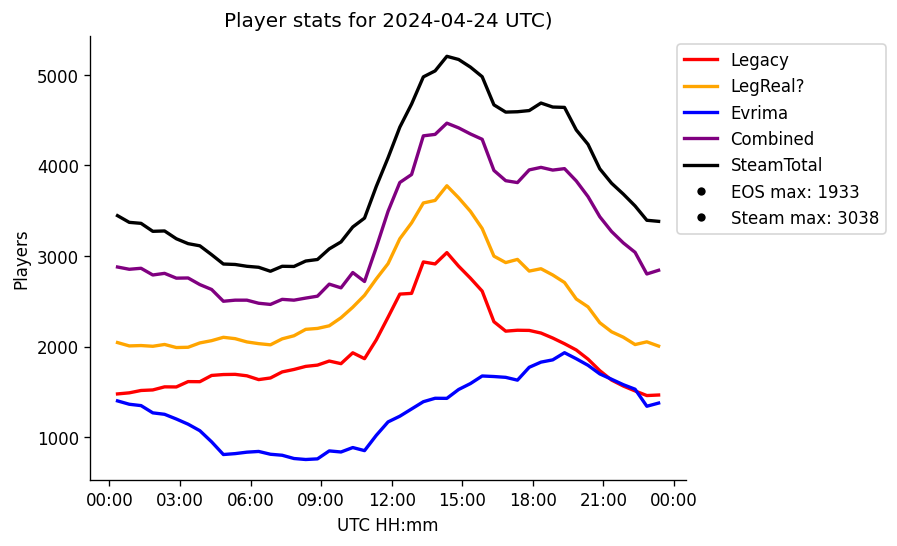 Player stats for 2024-04-24 UTC)
Legacy
LegReal?
Evrima
Combined
SteamTotal
EOS max: 1933
Steam max: 3038
Players
5000
4000
3000
2000
1000
00:00 03:00 06:00 09:00 12:00 15:00 18:00 21:00 00:00
UTC HH:mm